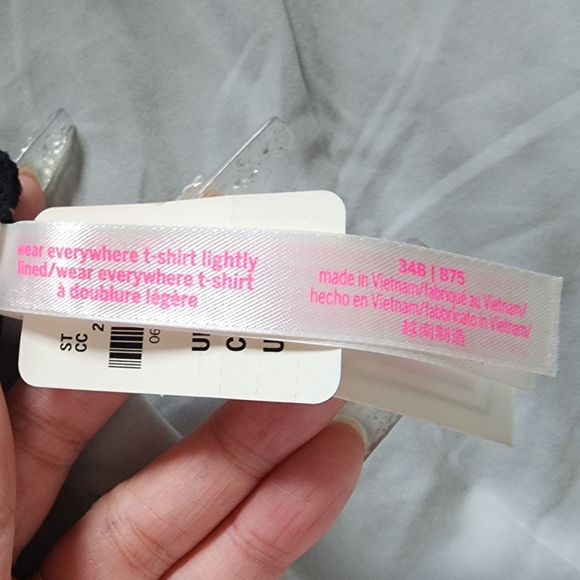 wear everywhere t-shirt lightly
lined/wear everywhere t-shirt
à doublure légère
34B | B75
made in Vietnam/fabriqué au Vietnam/
hecho en Vietnam/fabbricato in Vietnam/
越南制造
ST
CC 2
06